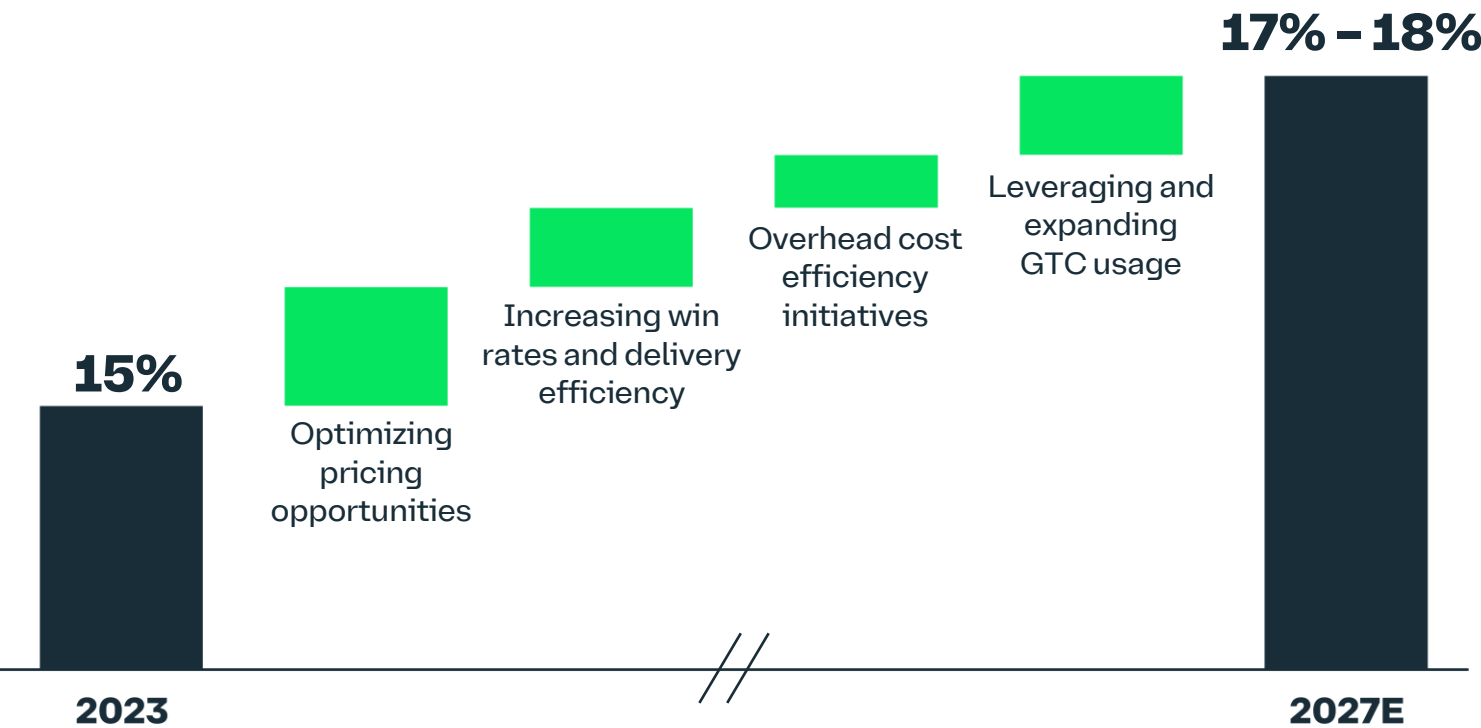 17% – 18%
15%
Optimizing
pricing
opportunities
Increasing win
rates and delivery
efficiency
Overhead cost
efficiency
initiatives
Leveraging and
expanding
GTC usage
2023
2027E